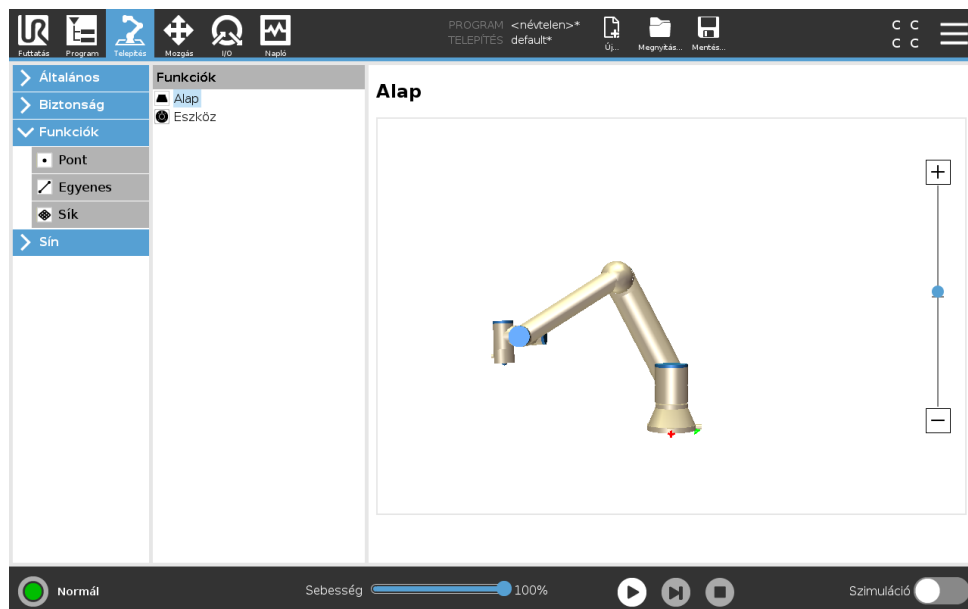 PROGRAM <névtelen>*
TELEPÍTÉS default*
C C
C C
Futtatás Program Telepítés Mozgás I/O Napló Új... Megnyitás... Mentés...
Általános
Biztonság
Funkciók
Pont
Egyenes
Sík
Sín
Funkciók
Alap
Eszköz
Alap
Normál
Sebesség 100%
Szimuláció